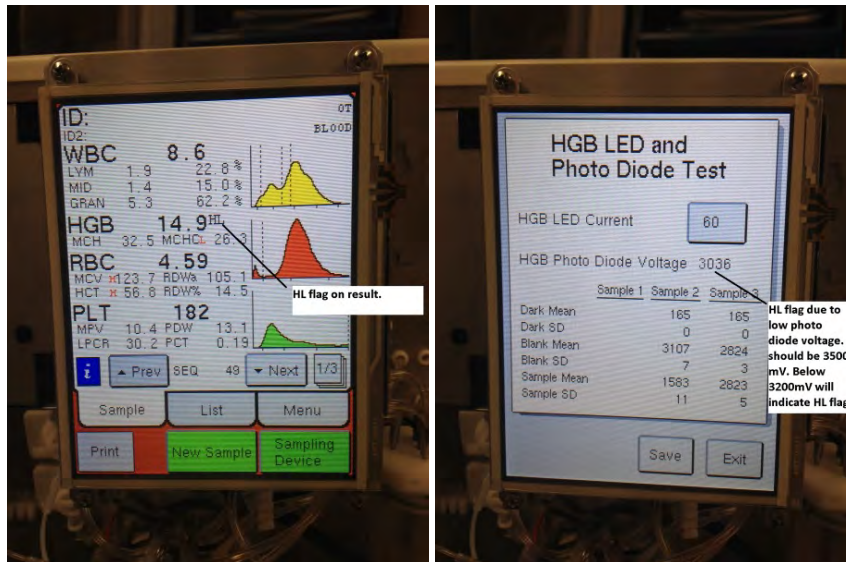 ID:
OT
ID2:
BLOOD
WBC 8.6
LYM 1.9 22.8 %
MID 1.4 15.0 %
GRAN 5.3 62.2 %
HGB 14.9 HL
MCH 32.5 MCHC L 26.3
RBC 4.59
MCV H 123.7 RDWa 105.1
HCT H 56.8 RDW% 14.5
HL flag on result.
PLT 182
MPV 10.4 PDW 13.1
LPCR 30.2 PCT 0.19
i Prev SEQ 49 Next 1/3
Sample List Menu
Print New Sample Sampling
Device
HGB LED and
Photo Diode Test
HGB LED Current 60
HGB Photo Diode Voltage 3036
Sample 1 Sample 2 Sample 3
Dark Mean 165 165
Dark SD 0 0
Blank Mean 3107 2824
Blank SD 7 3
Sample Mean 1583 2823
Sample SD 11 5
HL flag due to
low photo
diode voltage.
should be 3500
mV. Below
3200mV will
indicate HL flag
Save Exit